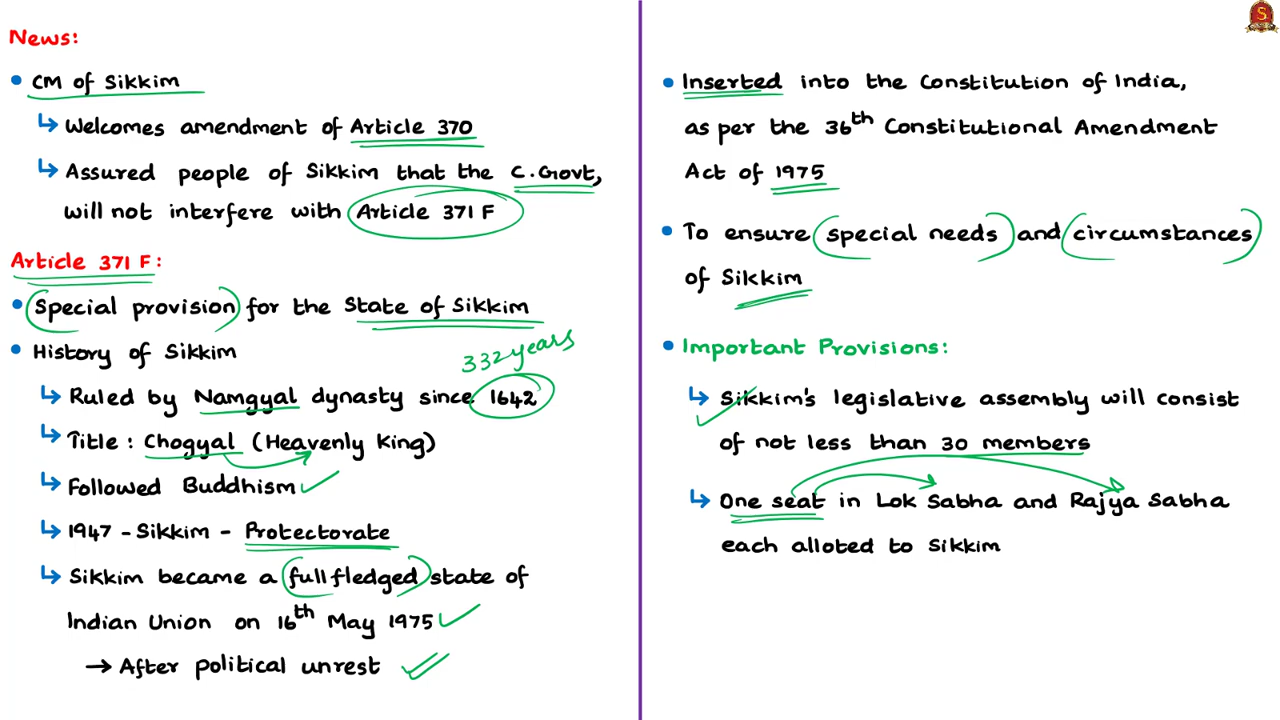 News:
• CM of Sikkim
↳ Welcomes amendment of Article 370
↳ Assured people of Sikkim that the C.Govt,
will not interfere with Article 371 F
Article 371 F:
• Special provision for the State of Sikkim
• History of Sikkim
332 years
↳ Ruled by Namgyal dynasty since 1642
↳ Title : Chogyal (Heavenly King)
↳ Followed Buddhism
↳ 1947 - Sikkim - Protectorate
↳ Sikkim became a full fledged state of
Indian Union on 16th May 1975
→ After political unrest
• Inserted into the Constitution of India,
as per the 36th Constitutional Amendment
Act of 1975
• To ensure special needs and circumstances
of Sikkim
• Important Provisions:
↳ Sikkim's legislative assembly will consist
of not less than 30 members
↳ One seat in Lok Sabha and Rajya Sabha
each alloted to Sikkim
S